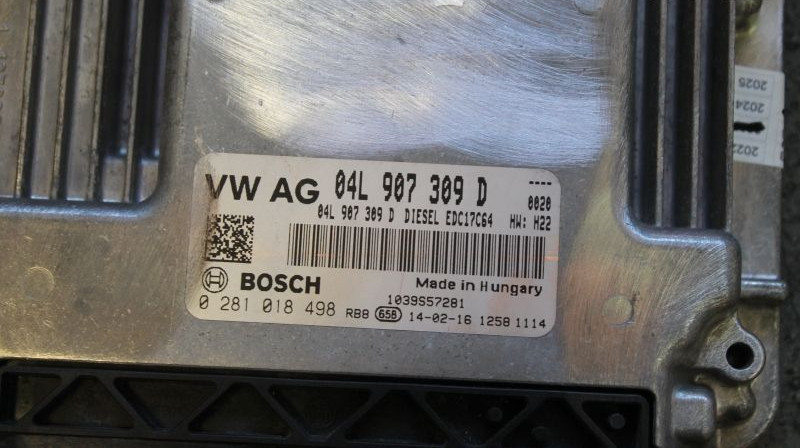 VW AG 04L 907 309 D ----
0020
04L 907 309 D DIESEL EDC17C64 HW: H22
BOSCH Made in Hungary
1039S57281
0 281 018 498 RB8 658 14-02-16 1258 1114
2025
2024